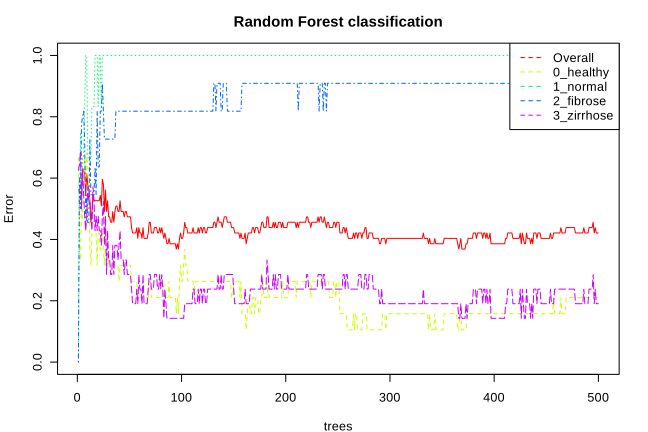 Random Forest classification
Error
1.0
0.8
0.6
0.4
0.2
0.0
Overall
0_healthy
1_normal
2_fibrose
3_zirrhose
0 100 200 300 400 500
trees